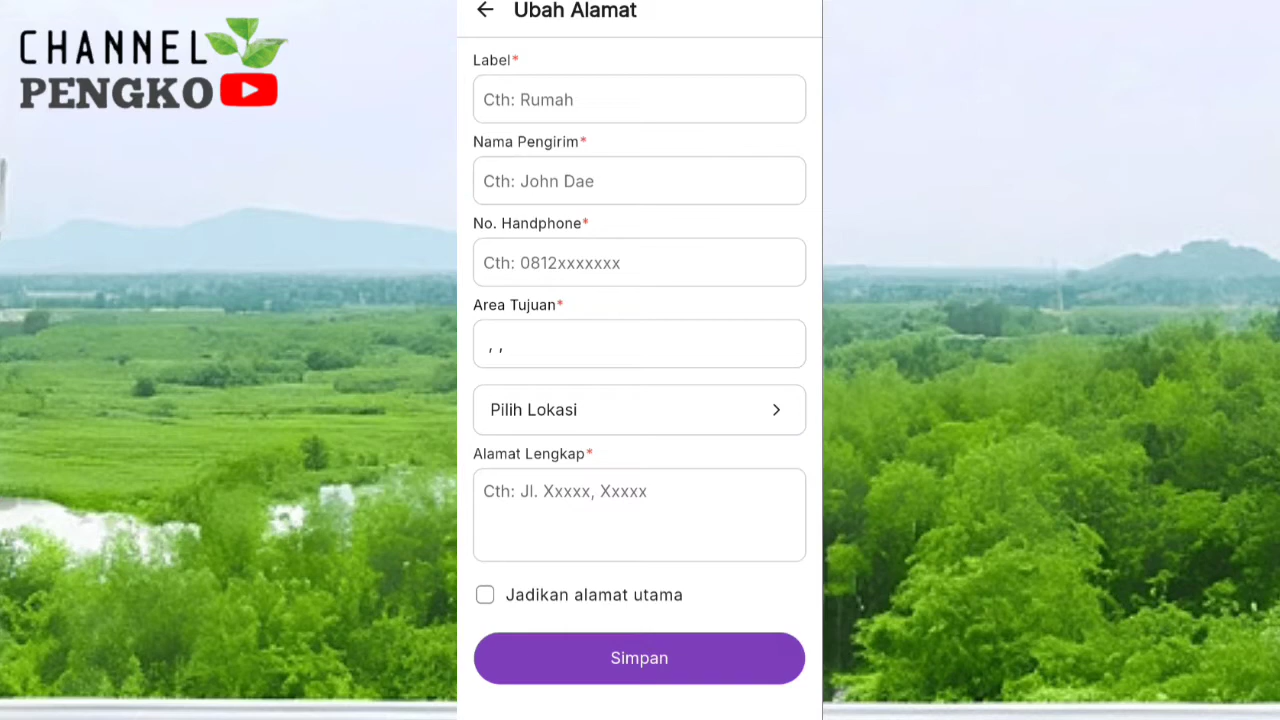 CHANNEL
PENGKO
Ubah Alamat
Label*
Cth: Rumah
Nama Pengirim*
Cth: John Dae
No. Handphone*
Cth: 0812xxxxxxx
Area Tujuan*
, ,
Pilih Lokasi
Alamat Lengkap*
Cth: Jl. Xxxxx, Xxxxx
Jadikan alamat utama
Simpan